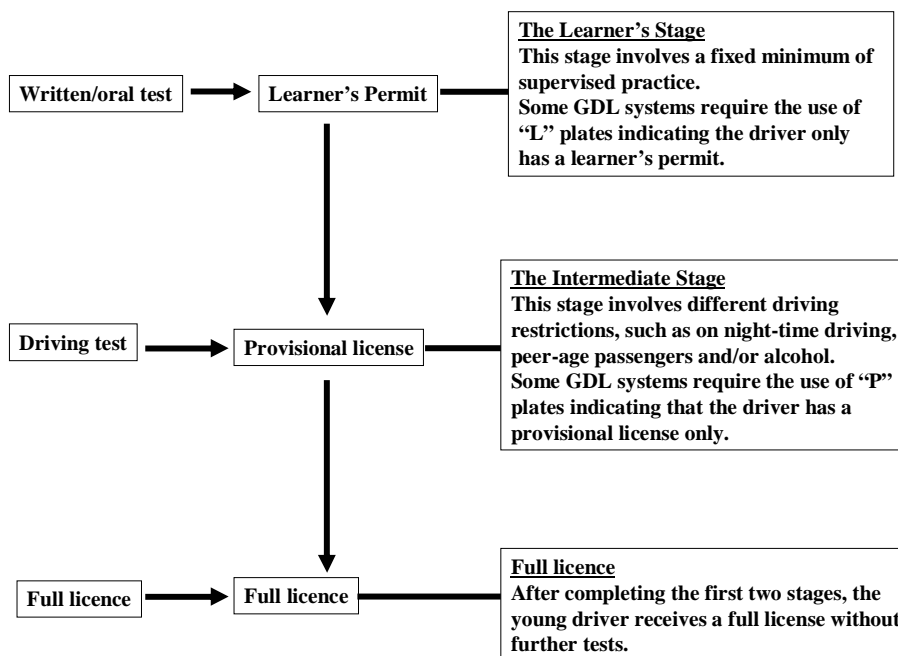 Written/oral test
Learner's Permit
The Learner's Stage
This stage involves a fixed minimum of
supervised practice.
Some GDL systems require the use of
“L” plates indicating the driver only
has a learner's permit.
Driving test
Provisional license
The Intermediate Stage
This stage involves different driving
restrictions, such as on night-time driving,
peer-age passengers and/or alcohol.
Some GDL systems require the use of “P”
plates indicating that the driver has a
provisional license only.
Full licence
Full licence
Full licence
After completing the first two stages, the
young driver receives a full license without
further tests.